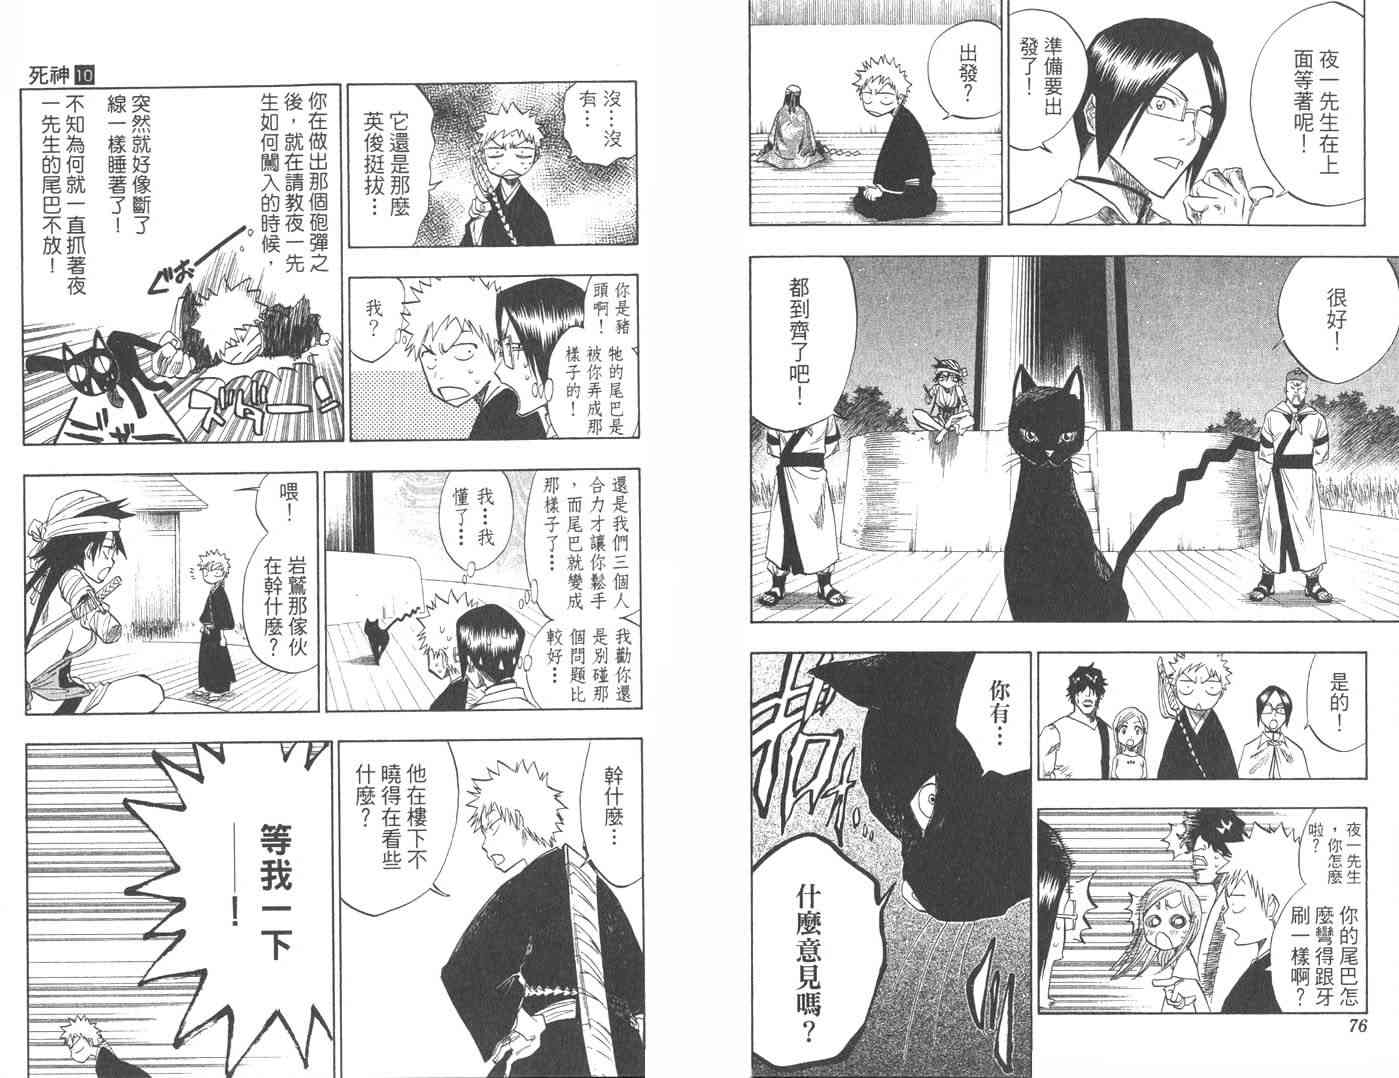 夜一先生在上
面等著呢！
準備要出
發了！
出發？
很好！
都到齊了吧！
是的！
夜一先生
，你怎麼
啦？
你的尾巴怎
麼彎得跟牙
刷一樣啊？
你有…
什麼意見嗎？
76
死神 10
沒…沒
有…
它還是那麼
英俊挺拔…
你是豬
頭啊！
牠的尾巴是
被你弄成那
樣子的！
我？
你在做出那個砲彈之
後，就在請教夜一先
生如何闖入的時候，
突然就好像斷了
線一樣睡著了！
不知為何就一直抓著夜
一先生的尾巴不放！
還是我們三個人
合力才讓你鬆手
，而尾巴就變成
那樣子了…
我勸你還
是別碰那
個問題比
較好…
我…我
懂了…
喂！
岩鷲那傢伙
在幹什麼？
幹什麼…
他在樓下不
曉得在看些
什麼？
等我一下
──！